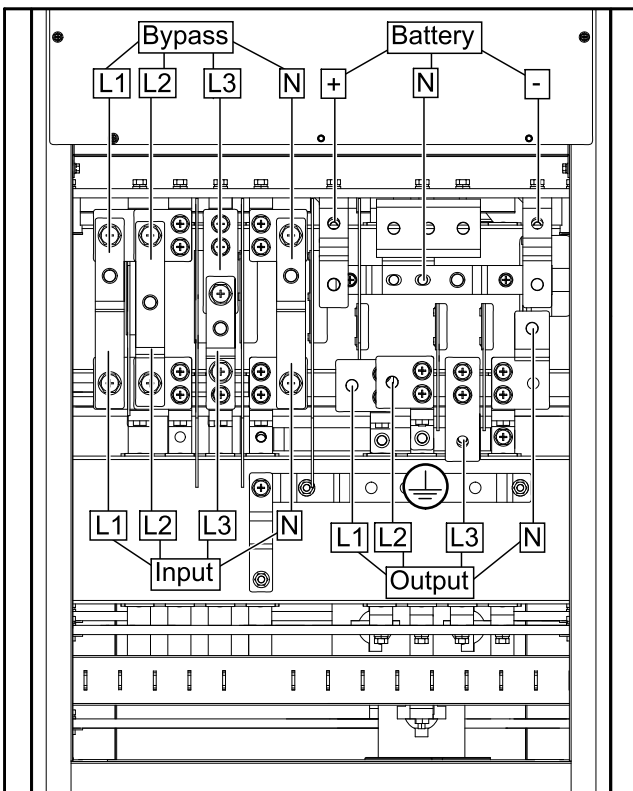 Bypass Battery
L1 L2 L3 N + N -
L1 L2 L3 N L1 L2 L3 N
Input Output